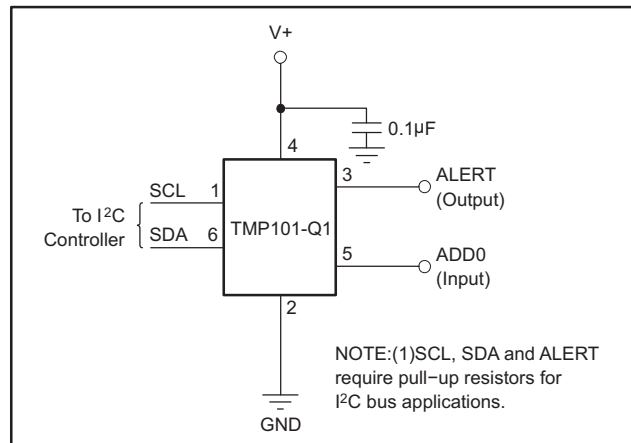 V+
0.1µF
4
SCL 1
3 ALERT
(Output)
To I²C
Controller
TMP101-Q1
SDA 6
5 ADD0
(Input)
2
NOTE:(1)SCL, SDA and ALERT
require pull−up resistors for
I²C bus applications.
GND